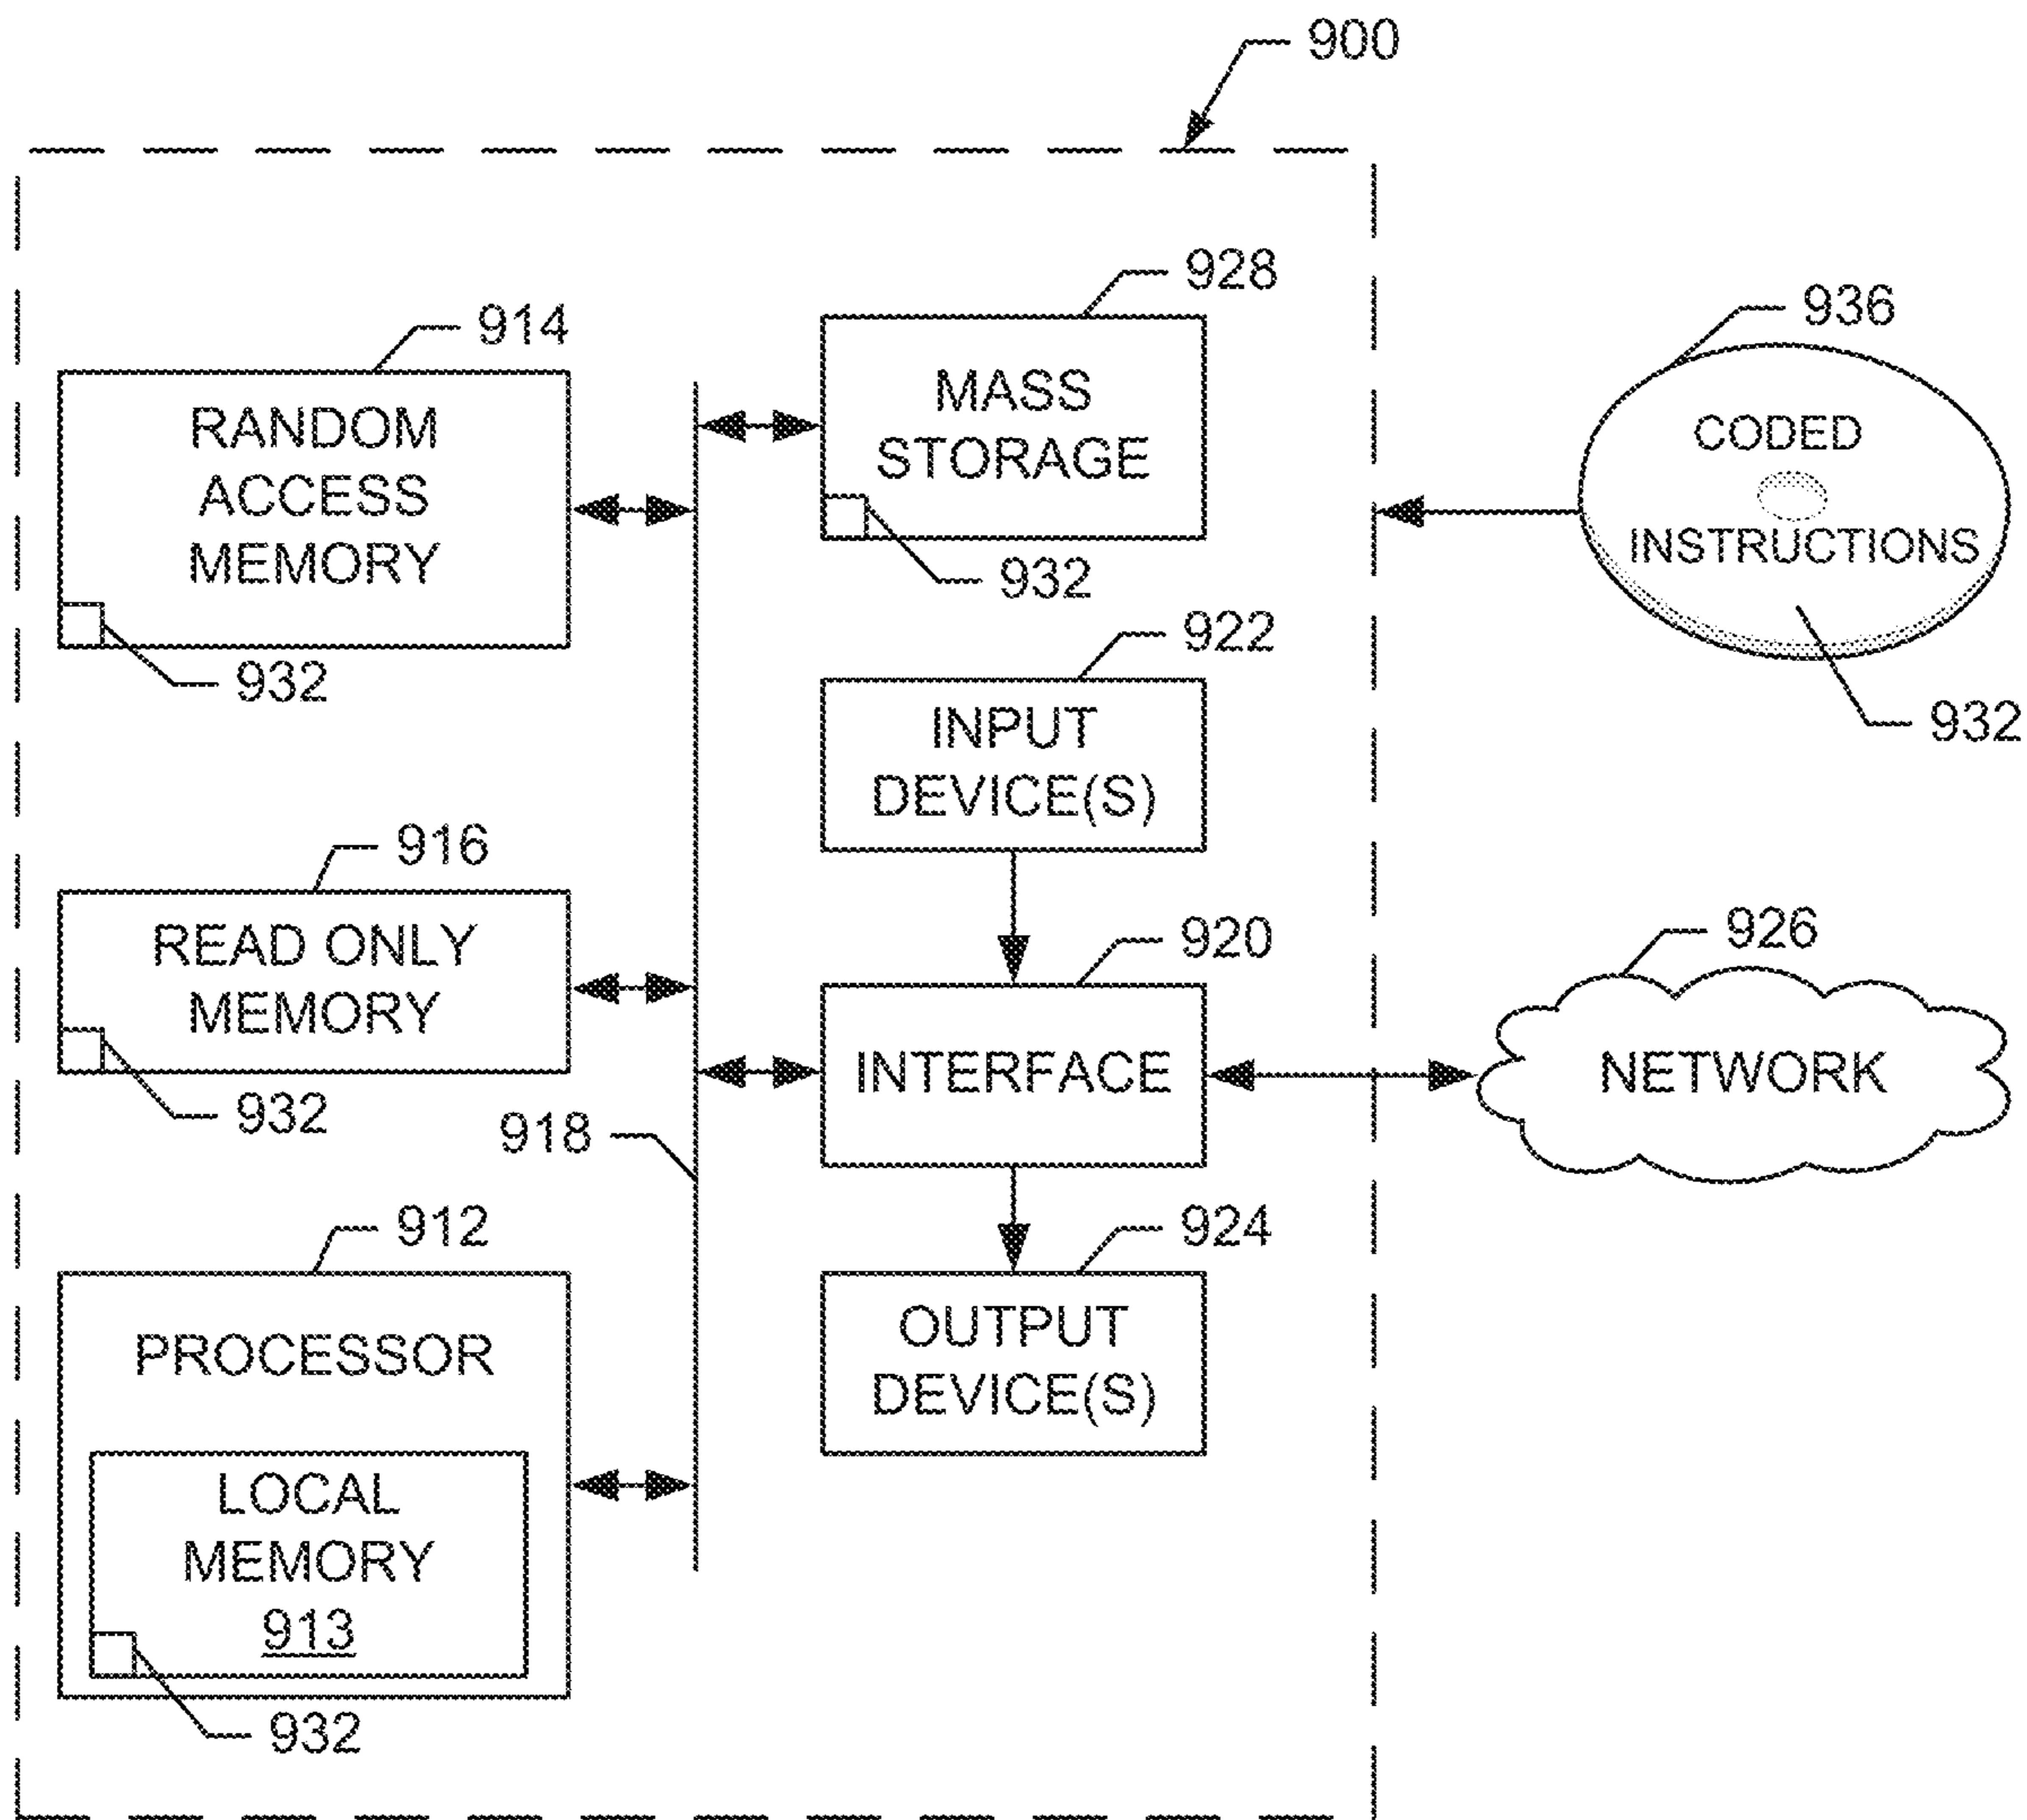 900
928
914
936
RANDOM
ACCESS
MEMORY
MASS
STORAGE
CODED
INSTRUCTIONS
932
932
932
922
INPUT
DEVICE(S)
916
READ ONLY
MEMORY
920
926
INTERFACE
NETWORK
932
918
912
924
PROCESSOR
OUTPUT
DEVICE(S)
LOCAL
MEMORY
913
932